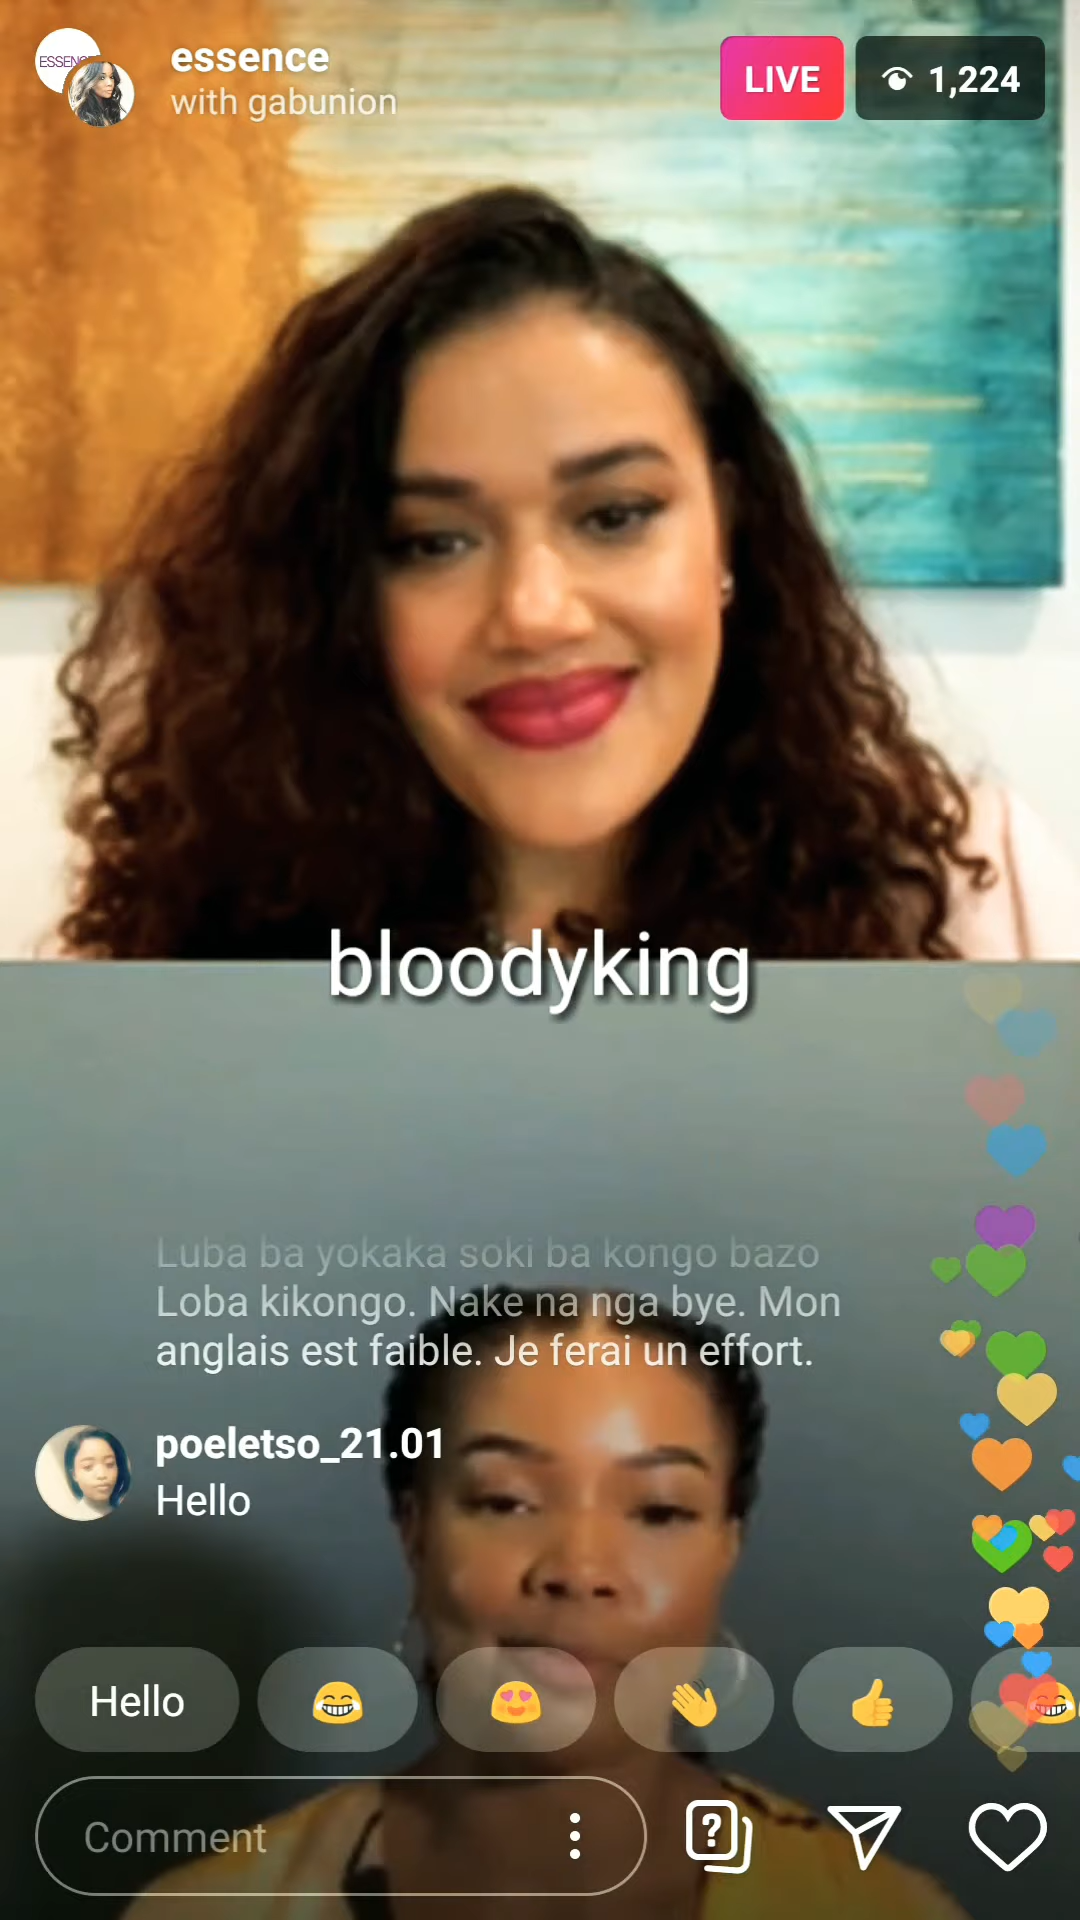 ESSENCE
essence
with gabunion
LIVE
1,224
bloodyking
Luba ba yokaka soki ba kongo bazo
Loba kikongo. Nake na nga bye. Mon
anglais est faible. Je ferai un effort.
poeletso_21.01
Hello
Hello
Comment
?